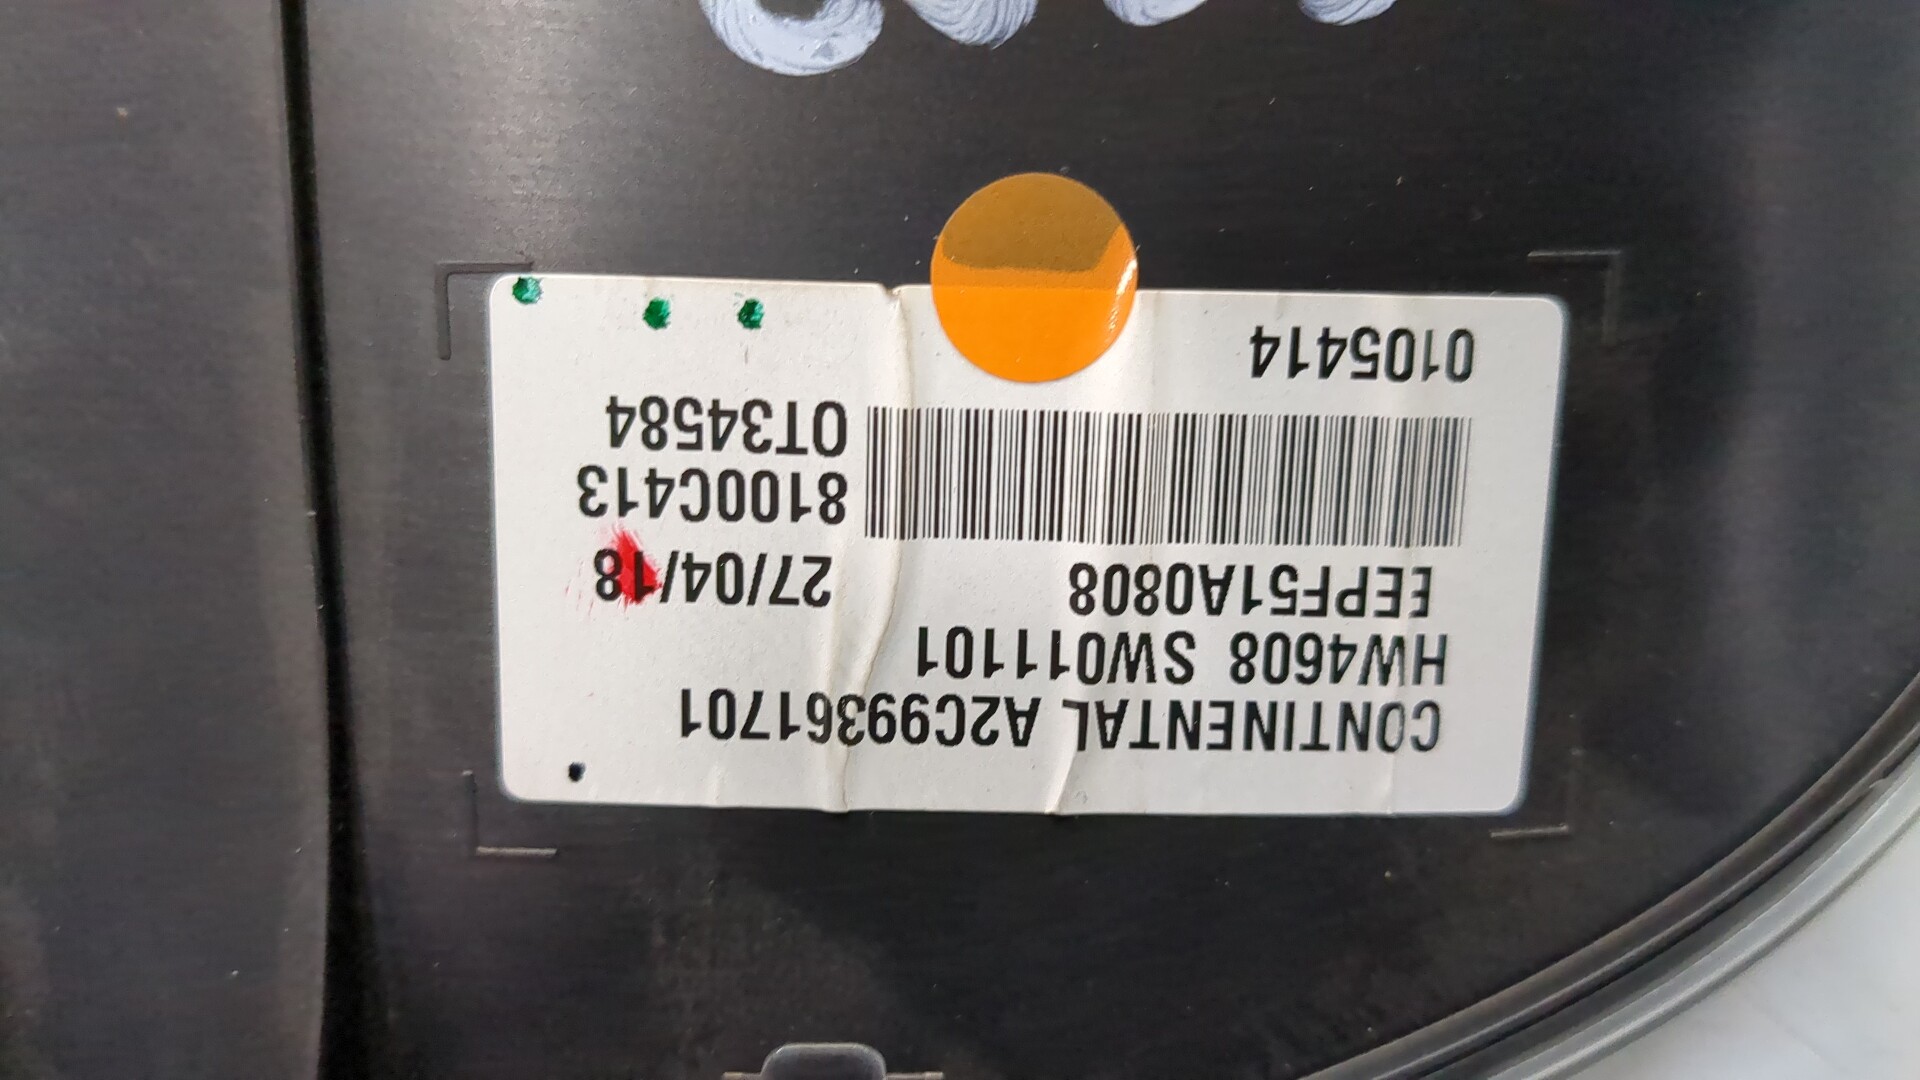 CONTINENTAL A2C99361701
HW4608 SW011101
EEPF51A0808 27/04/18
8100C413
0T34584
0105414